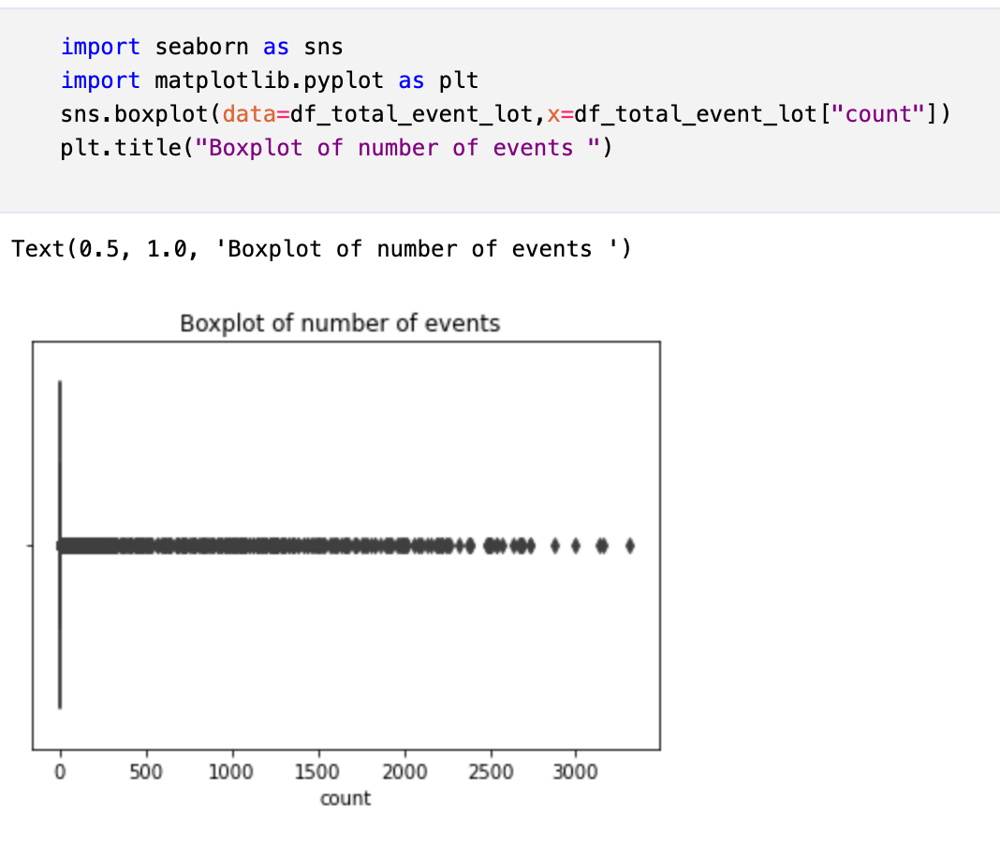 import seaborn as sns
import matplotlib.pyplot as plt
sns.boxplot(data=df_total_event_lot,x=df_total_event_lot["count"])
plt.title("Boxplot of number of events ")
Text(0.5, 1.0, 'Boxplot of number of events ')
Boxplot of number of events
0 500 1000 1500 2000 2500 3000
count